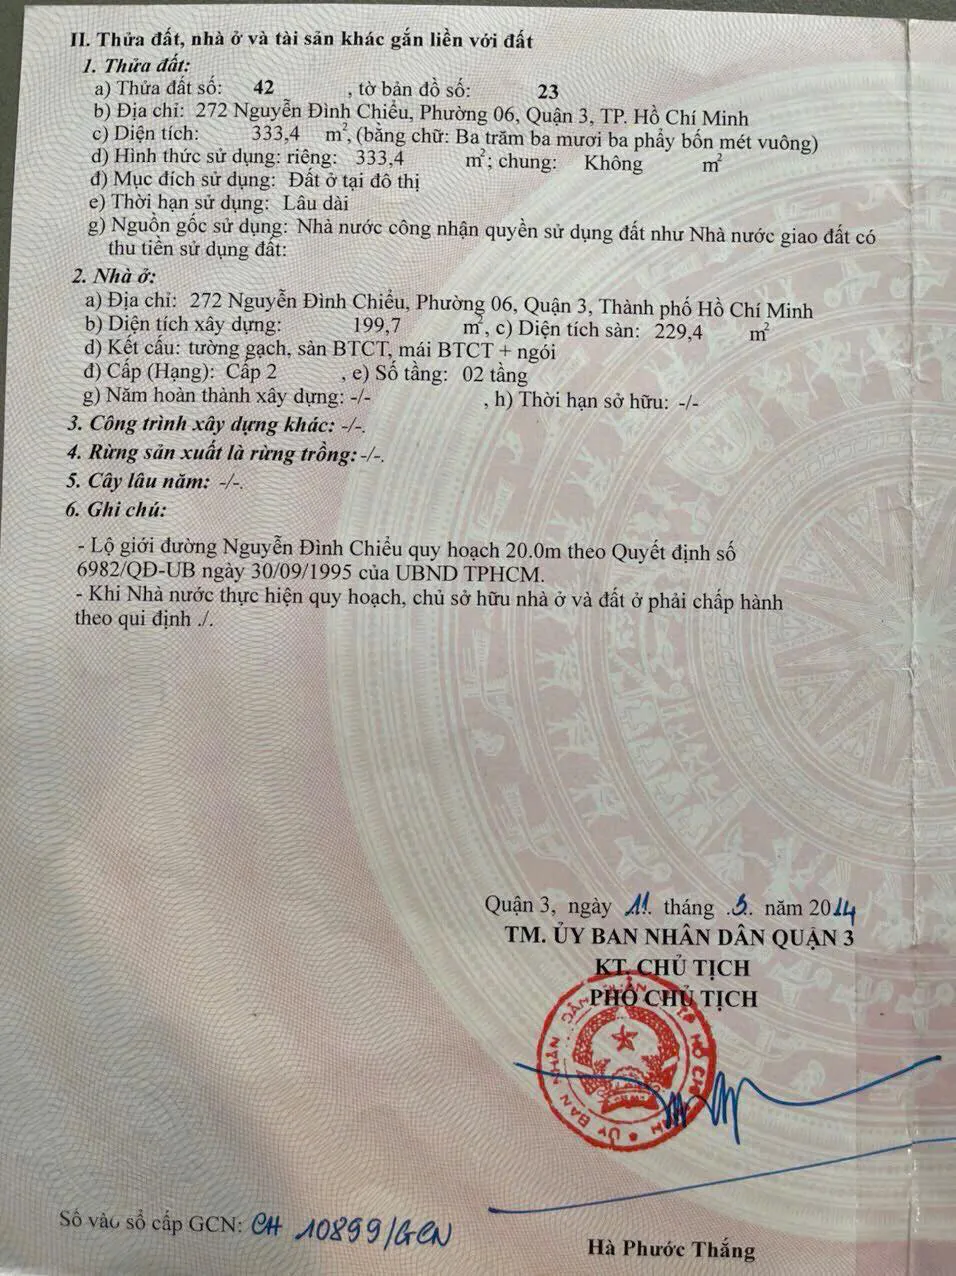 II. Thửa đất, nhà ở và tài sản khác gắn liền với đất
1. Thửa đất:
a) Thửa đất số: 42 , tờ bản đồ số: 23
b) Địa chỉ: 272 Nguyễn Đình Chiểu, Phường 06, Quận 3, TP. Hồ Chí Minh
c) Diện tích: 333,4 m², (bằng chữ: Ba trăm ba mươi ba phẩy bốn mét vuông)
d) Hình thức sử dụng: riêng: 333,4 m²; chung: Không m²
đ) Mục đích sử dụng: Đất ở tại đô thị
e) Thời hạn sử dụng: Lâu dài
g) Nguồn gốc sử dụng: Nhà nước công nhận quyền sử dụng đất như Nhà nước giao đất có
thu tiền sử dụng đất:
2. Nhà ở:
a) Địa chỉ: 272 Nguyễn Đình Chiểu, Phường 06, Quận 3, Thành phố Hồ Chí Minh
b) Diện tích xây dựng: 199,7 m², c) Diện tích sàn: 229,4 m²
d) Kết cấu: tường gạch, sàn BTCT, mái BTCT + ngói
đ) Cấp (Hạng): Cấp 2 , e) Số tầng: 02 tầng
g) Năm hoàn thành xây dựng: -/- , h) Thời hạn sở hữu: -/-
3. Công trình xây dựng khác: -/-.
4. Rừng sản xuất là rừng trồng: -/-.
5. Cây lâu năm: -/-.
6. Ghi chú:
- Lộ giới đường Nguyễn Đình Chiểu quy hoạch 20.0m theo Quyết định số
6982/QĐ-UB ngày 30/09/1995 của UBND TPHCM.
- Khi Nhà nước thực hiện quy hoạch, chủ sở hữu nhà ở và đất ở phải chấp hành
theo qui định ./.
Quận 3, ngày .11. tháng .3. năm 2014
TM. ỦY BAN NHÂN DÂN QUẬN 3
KT. CHỦ TỊCH
PHÓ CHỦ TỊCH
ỦY BAN NHÂN DÂN QUẬN
TP HỒ CHÍ
Số vào sổ cấp GCN: CH 10899/GCN
Hà Phước Thắng